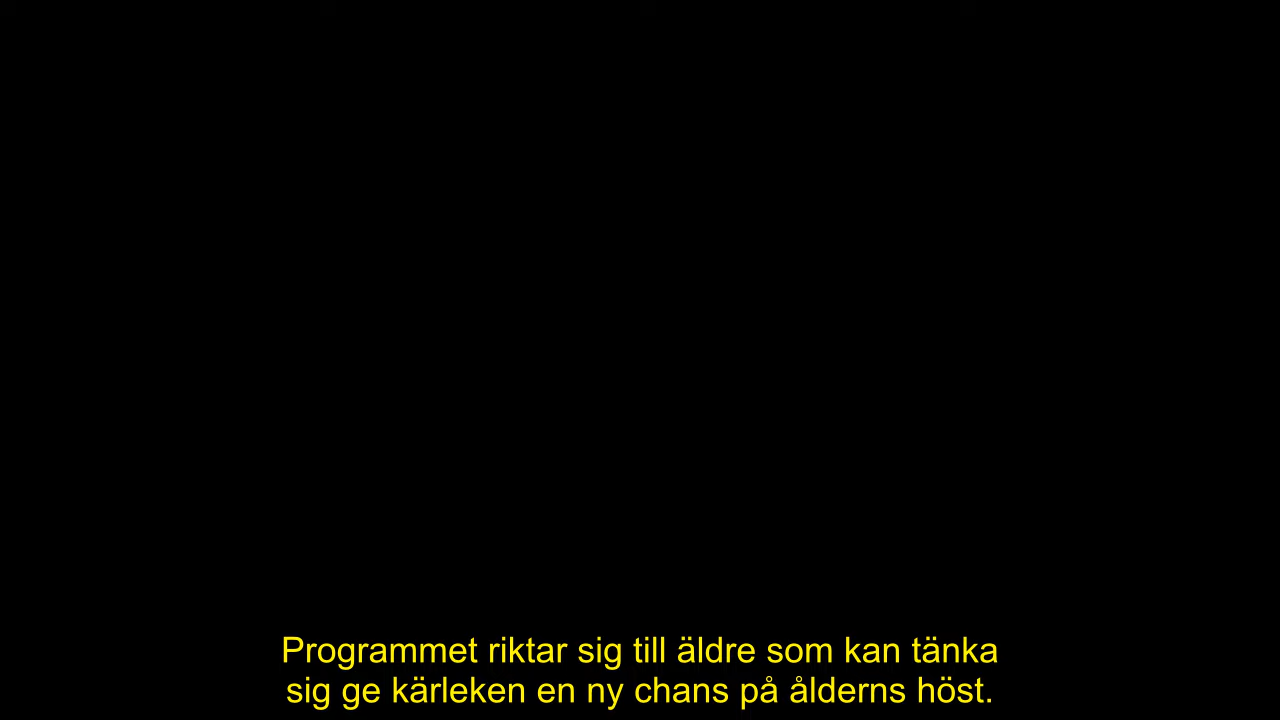 Programmet riktar sig till äldre som kan tänka
sig ge kärleken en ny chans på ålderns höst.